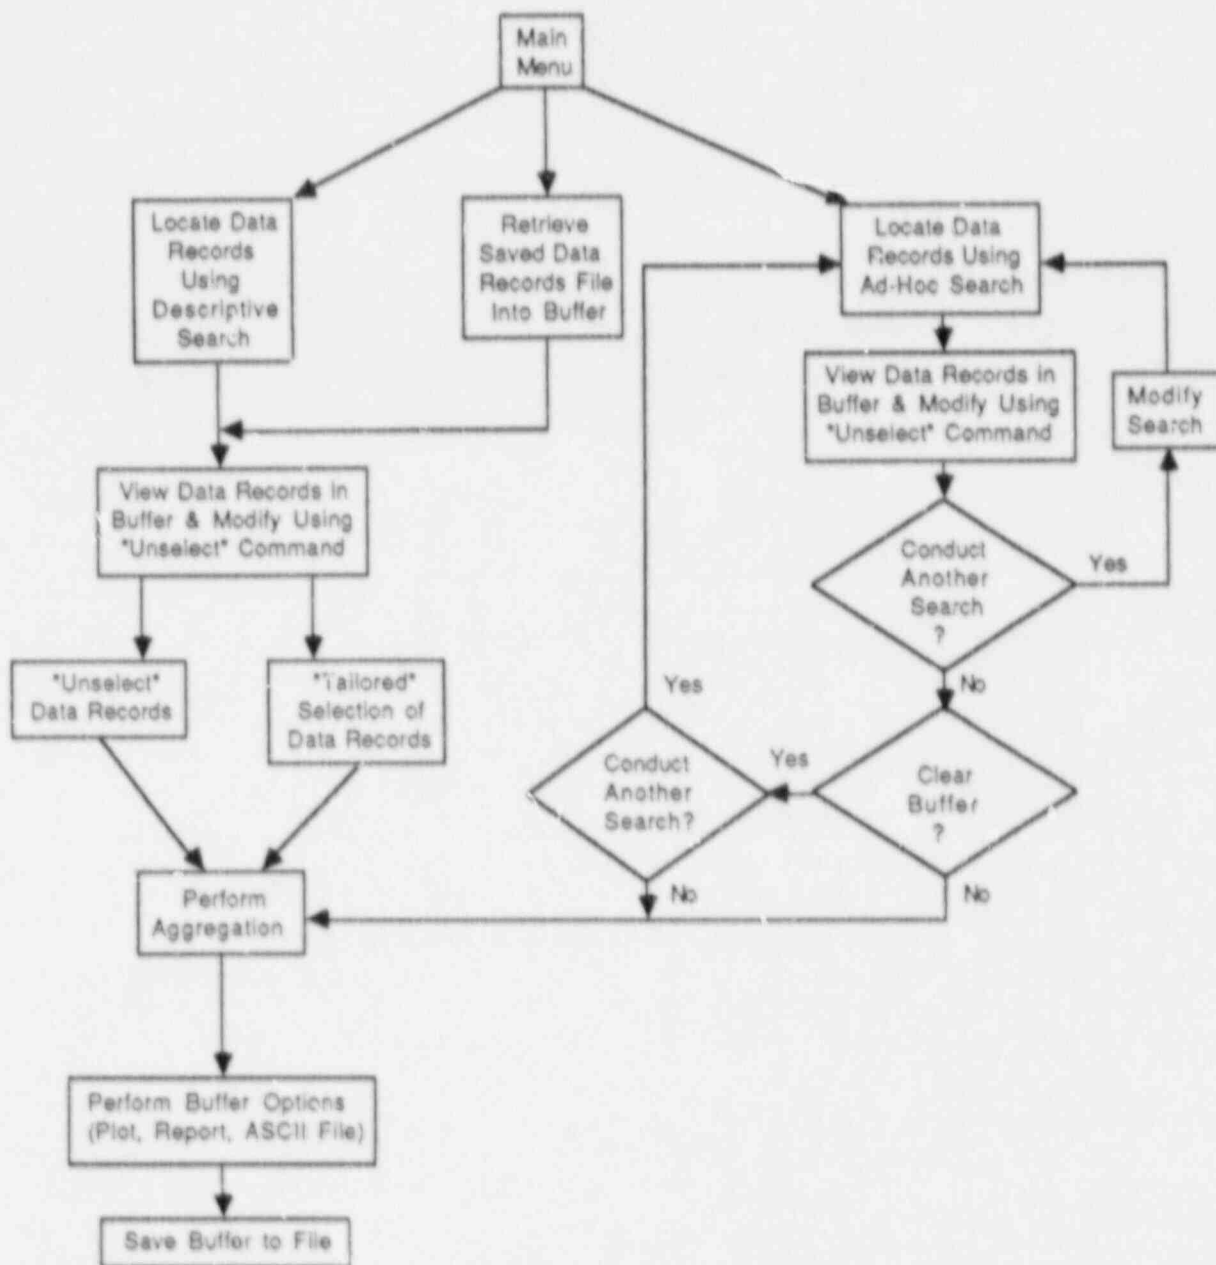 Main
Menu
Locate Data
Records
Using
Descriptive
Search
Retrieve
Saved Data
Records File
Into Buffer
Locate Data
Records Using
Ad-Hoc Search
View Data Records in
Buffer & Modify Using
"Unselect" Command
Modify
Search
View Data Records in
Buffer & Modify Using
"Unselect" Command
Conduct
Another
Search
?
Yes
No
"Unselect"
Data Records
"Tailored"
Selection of
Data Records
Yes
Conduct
Another
Search?
Yes
Clear
Buffer
?
No
No
Perform
Aggregation
Perform Buffer Options
(Plot, Report, ASCII File)
Save Buffer to File